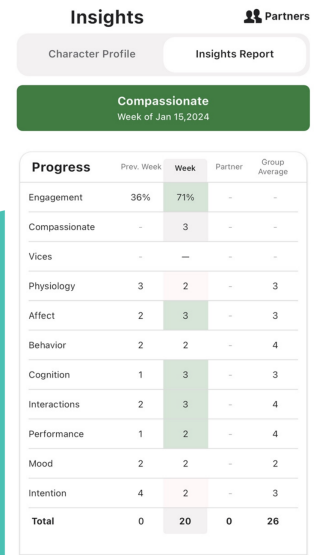 Insights
Partners
Character Profile Insights Report
Compassionate
Week of Jan 15,2024
Progress Prev. Week Week Partner Group Average
Engagement 36% 71% - -
Compassionate - 3 - -
Vices - — - -
Physiology 3 2 - 3
Affect 2 3 - 3
Behavior 2 2 - 4
Cognition 1 3 - 3
Interactions 2 3 - 4
Performance 1 2 - 4
Mood 2 2 - 2
Intention 4 2 - 3
Total 0 20 0 26